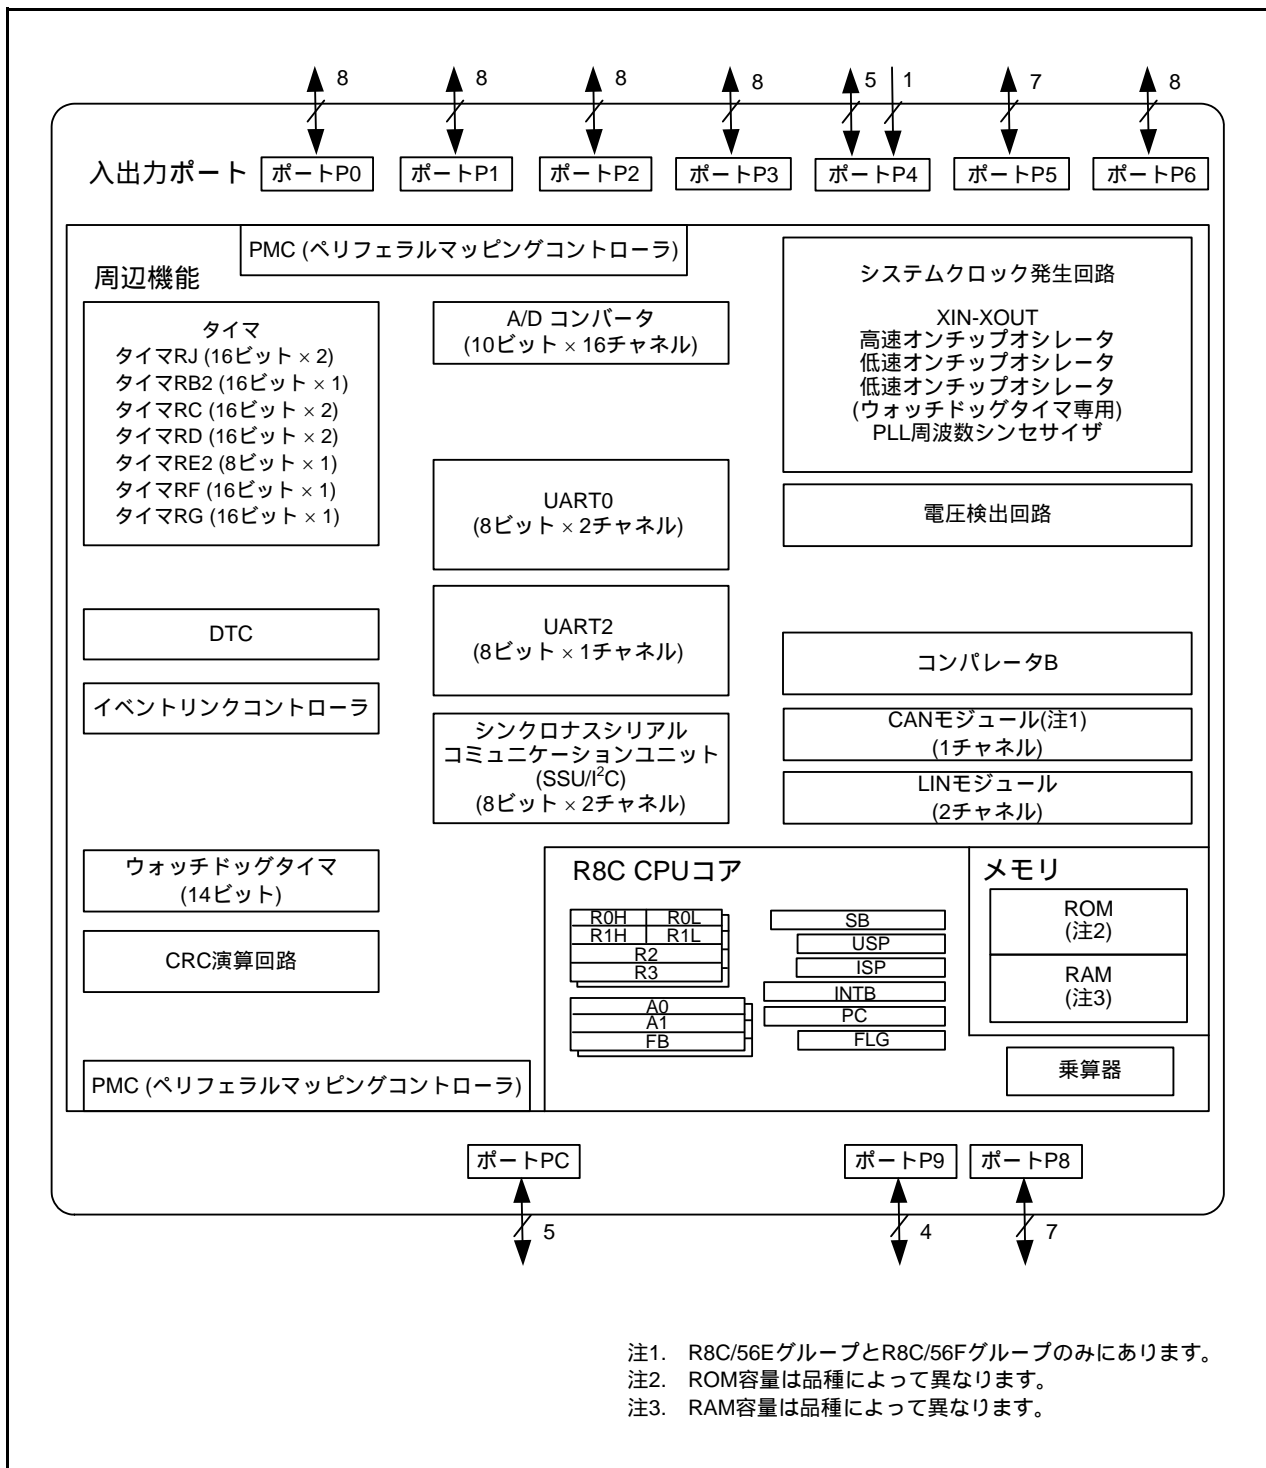 8 8 8 8 5 1 7 8
入出力ポート ポートP0 ポートP1 ポートP2 ポートP3 ポートP4 ポートP5 ポートP6
PMC (ペリフェラルマッピングコントローラ)
周辺機能
タイマ
タイマRJ (16ビット × 2)
タイマRB2 (16ビット × 1)
タイマRC (16ビット × 2)
タイマRD (16ビット × 2)
タイマRE2 (8ビット × 1)
タイマRF (16ビット × 1)
タイマRG (16ビット × 1)
A/D コンバータ
(10ビット × 16チャネル)
システムクロック発生回路
XIN-XOUT
高速オンチップオシレータ
低速オンチップオシレータ
低速オンチップオシレータ
(ウォッチドッグタイマ専用)
PLL周波数シンセサイザ
UART0
(8ビット × 2チャネル)
電圧検出回路
DTC
UART2
(8ビット × 1チャネル)
コンパレータB
イベントリンクコントローラ
シンクロナスシリアル
コミュニケーションユニット
(SSU/I²C)
(8ビット × 2チャネル)
CANモジュール(注1)
(1チャネル)
LINモジュール
(2チャネル)
ウォッチドッグタイマ
(14ビット)
CRC演算回路
R8C CPUコア
R0H R0L
R1H R1L
R2
R3
A0
A1
FB
SB
USP
ISP
INTB
PC
FLG
メモリ
ROM
(注2)
RAM
(注3)
乗算器
PMC (ペリフェラルマッピングコントローラ)
ポートPC ポートP9 ポートP8
5 4 7
注1. R8C/56EグループとR8C/56Fグループのみにあります。
注2. ROM容量は品種によって異なります。
注3. RAM容量は品種によって異なります。